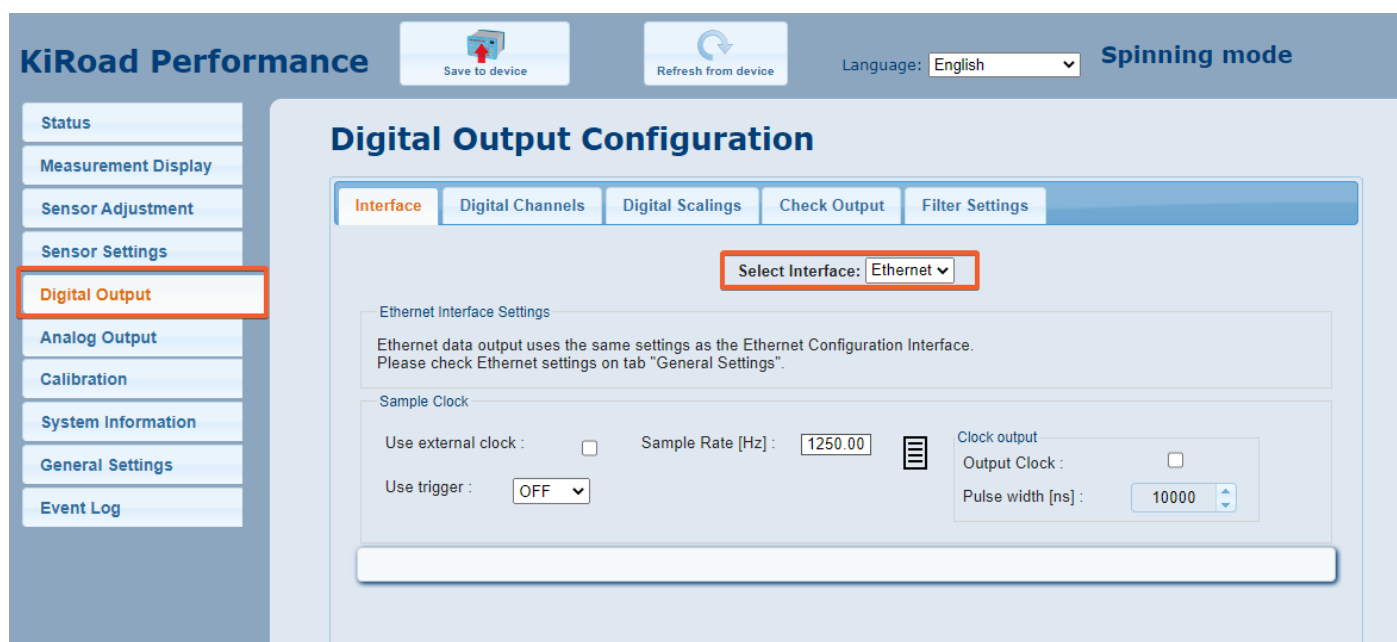 KiRoad Performance
Save to device
Refresh from device
Language: English
Spinning mode
Status
Measurement Display
Sensor Adjustment
Sensor Settings
Digital Output
Analog Output
Calibration
System Information
General Settings
Event Log
Digital Output Configuration
Interface Digital Channels Digital Scalings Check Output Filter Settings
Select Interface: Ethernet
Ethernet Interface Settings
Ethernet data output uses the same settings as the Ethernet Configuration Interface.
Please check Ethernet settings on tab "General Settings".
Sample Clock
Use external clock :
Sample Rate [Hz] : 1250.00
Use trigger : OFF
Clock output
Output Clock :
Pulse width [ns] : 10000